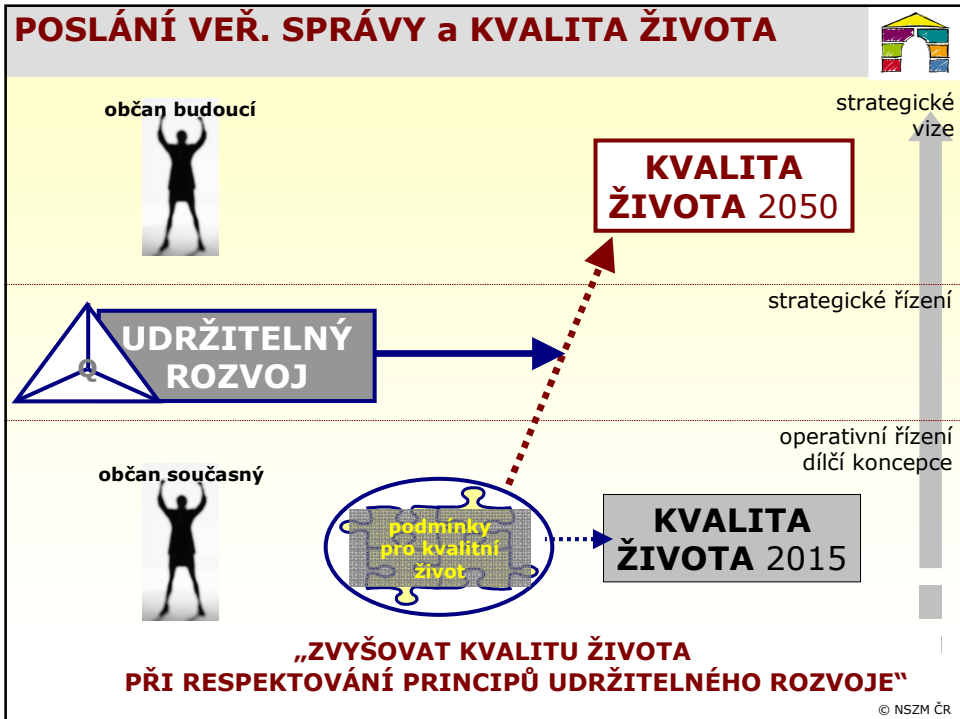 POSLÁNÍ VEŘ. SPRÁVY a KVALITA ŽIVOTA
občan budoucí
strategické
vize
KVALITA
ŽIVOTA 2050
strategické řízení
UDRŽITELNÝ
ROZVOJ
Q
operativní řízení
dílčí koncepce
občan současný
podmínky
pro kvalitní
život
KVALITA
ŽIVOTA 2015
„ZVYŠOVAT KVALITU ŽIVOTA
PŘI RESPEKTOVÁNÍ PRINCIPŮ UDRŽITELNÉHO ROZVOJE“
© NSZM ČR